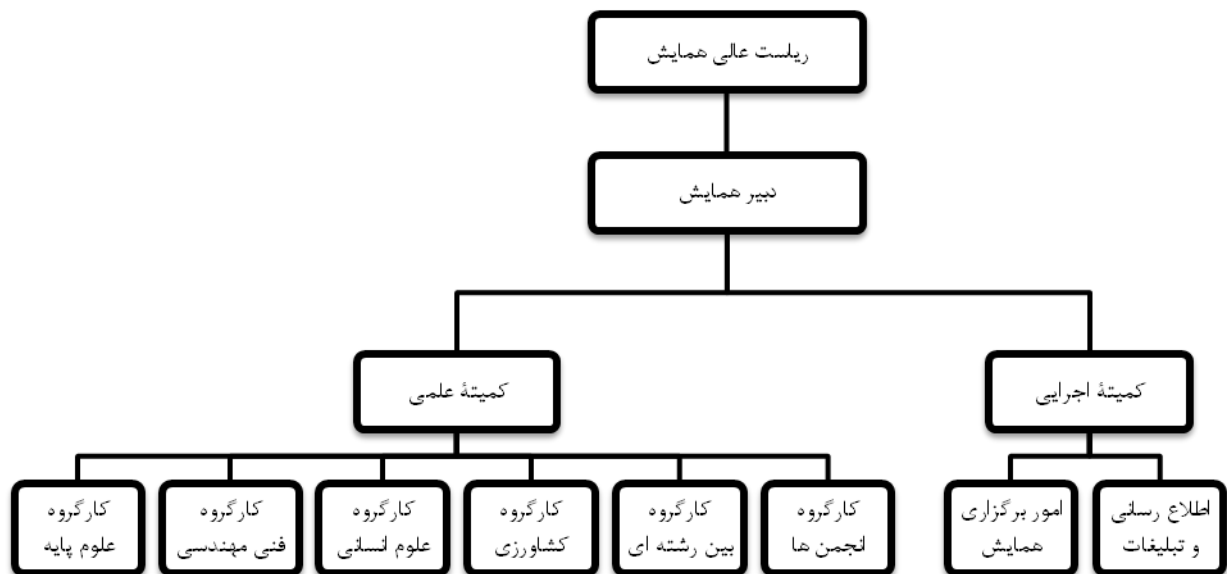 ریاست عالی همایش
دبیر همایش
کمیتهٔ اجرایی
کمیتهٔ علمی
اطلاع رسانی
و تبلیغات
امور برگزاری
همایش
کارگروه
انجمن ها
کارگروه
بین رشته ای
کارگروه
کشاورزی
کارگروه
علوم انسانی
کارگروه
فنی مهندسی
کارگروه
علوم پایه